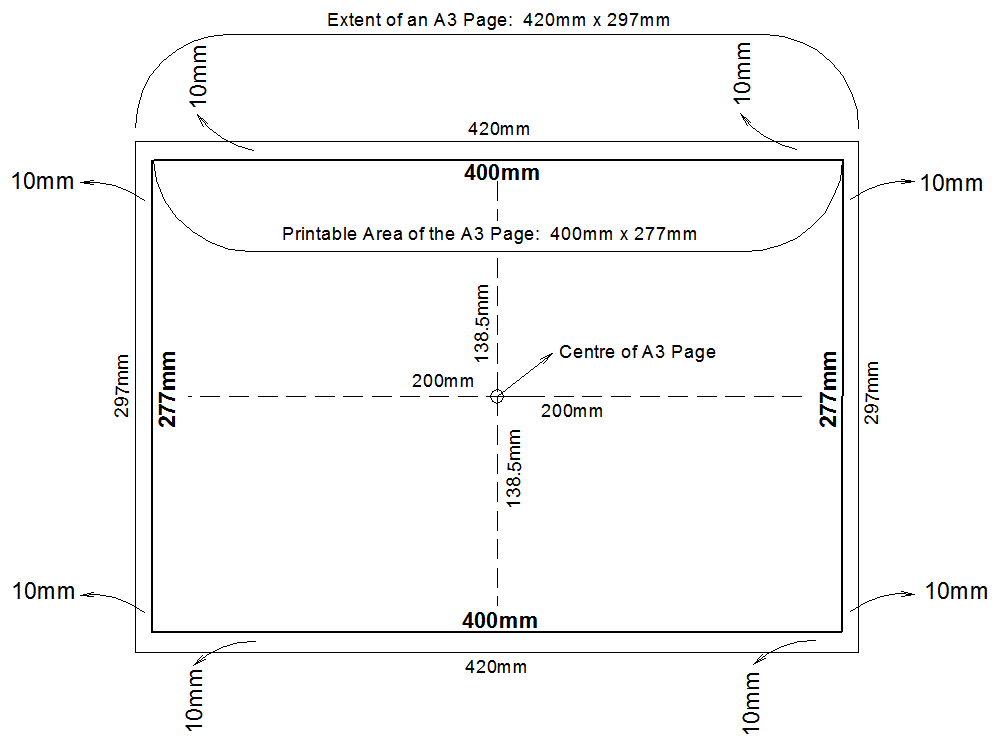 Extent of an A3 Page: 420mm x 297mm
10mm
10mm
420mm
400mm
10mm
10mm
Printable Area of the A3 Page: 400mm x 277mm
138.5mm
Centre of A3 Page
297mm
277mm
200mm
200mm
277mm
297mm
138.5mm
10mm
10mm
400mm
420mm
10mm
10mm